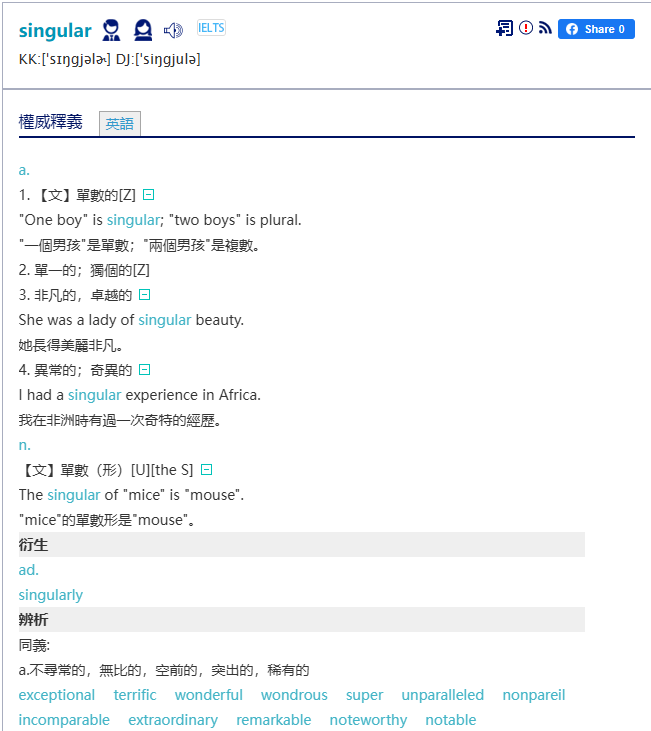 singular IELTS Share 0
KK:[ˋsɪŋgjəlɚ] DJ:[ˋsiŋgjulə]
權威釋義 英語
a.
1. 【文】單數的[Z]
"One boy" is singular; "two boys" is plural.
"一個男孩"是單數；"兩個男孩"是複數。
2. 單一的；獨個的[Z]
3. 非凡的，卓越的
She was a lady of singular beauty.
她長得美麗非凡。
4. 異常的；奇異的
I had a singular experience in Africa.
我在非洲時有過一次奇特的經歷。
n.
【文】單數（形）[U][the S]
The singular of "mice" is "mouse".
"mice"的單數形是"mouse"。
衍生
ad.
singularly
辨析
同義:
a.不尋常的，無比的，空前的，突出的，稀有的
exceptional terrific wonderful wondrous super unparalleled nonpareil
incomparable extraordinary remarkable noteworthy notable